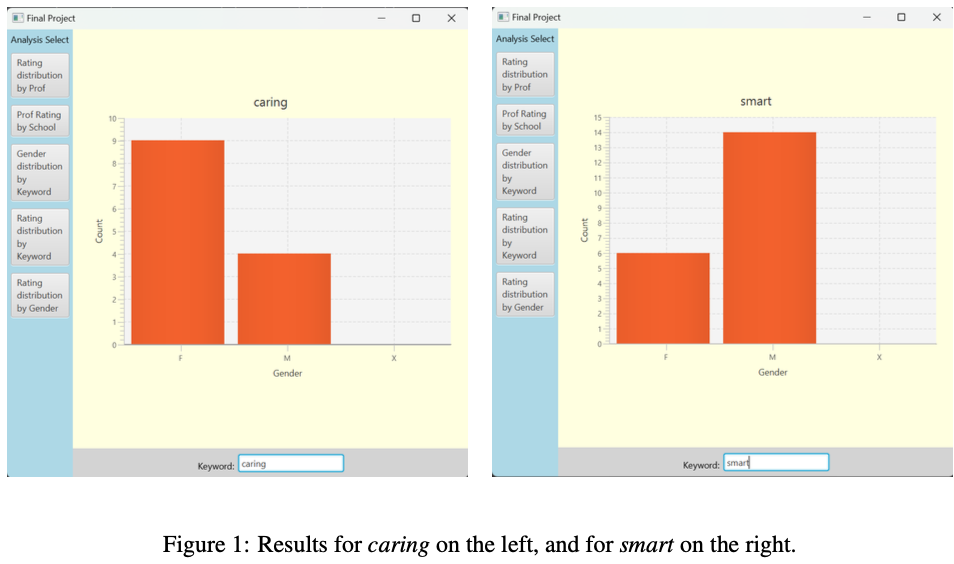 Final Project
Analysis Select
Rating
distribution
by Prof
Prof Rating
by School
Gender
distribution
by
Keyword
Rating
distribution
by
Keyword
Rating
distribution
by Gender
caring
10
9
8
7
6
5
4
3
2
1
0
Count
F M X
Gender
Keyword: caring
Final Project
Analysis Select
Rating
distribution
by Prof
Prof Rating
by School
Gender
distribution
by
Keyword
Rating
distribution
by
Keyword
Rating
distribution
by Gender
smart
15
14
13
12
11
10
9
8
7
6
5
4
3
2
1
0
Count
F M X
Gender
Keyword: smart
Figure 1: Results for caring on the left, and for smart on the right.